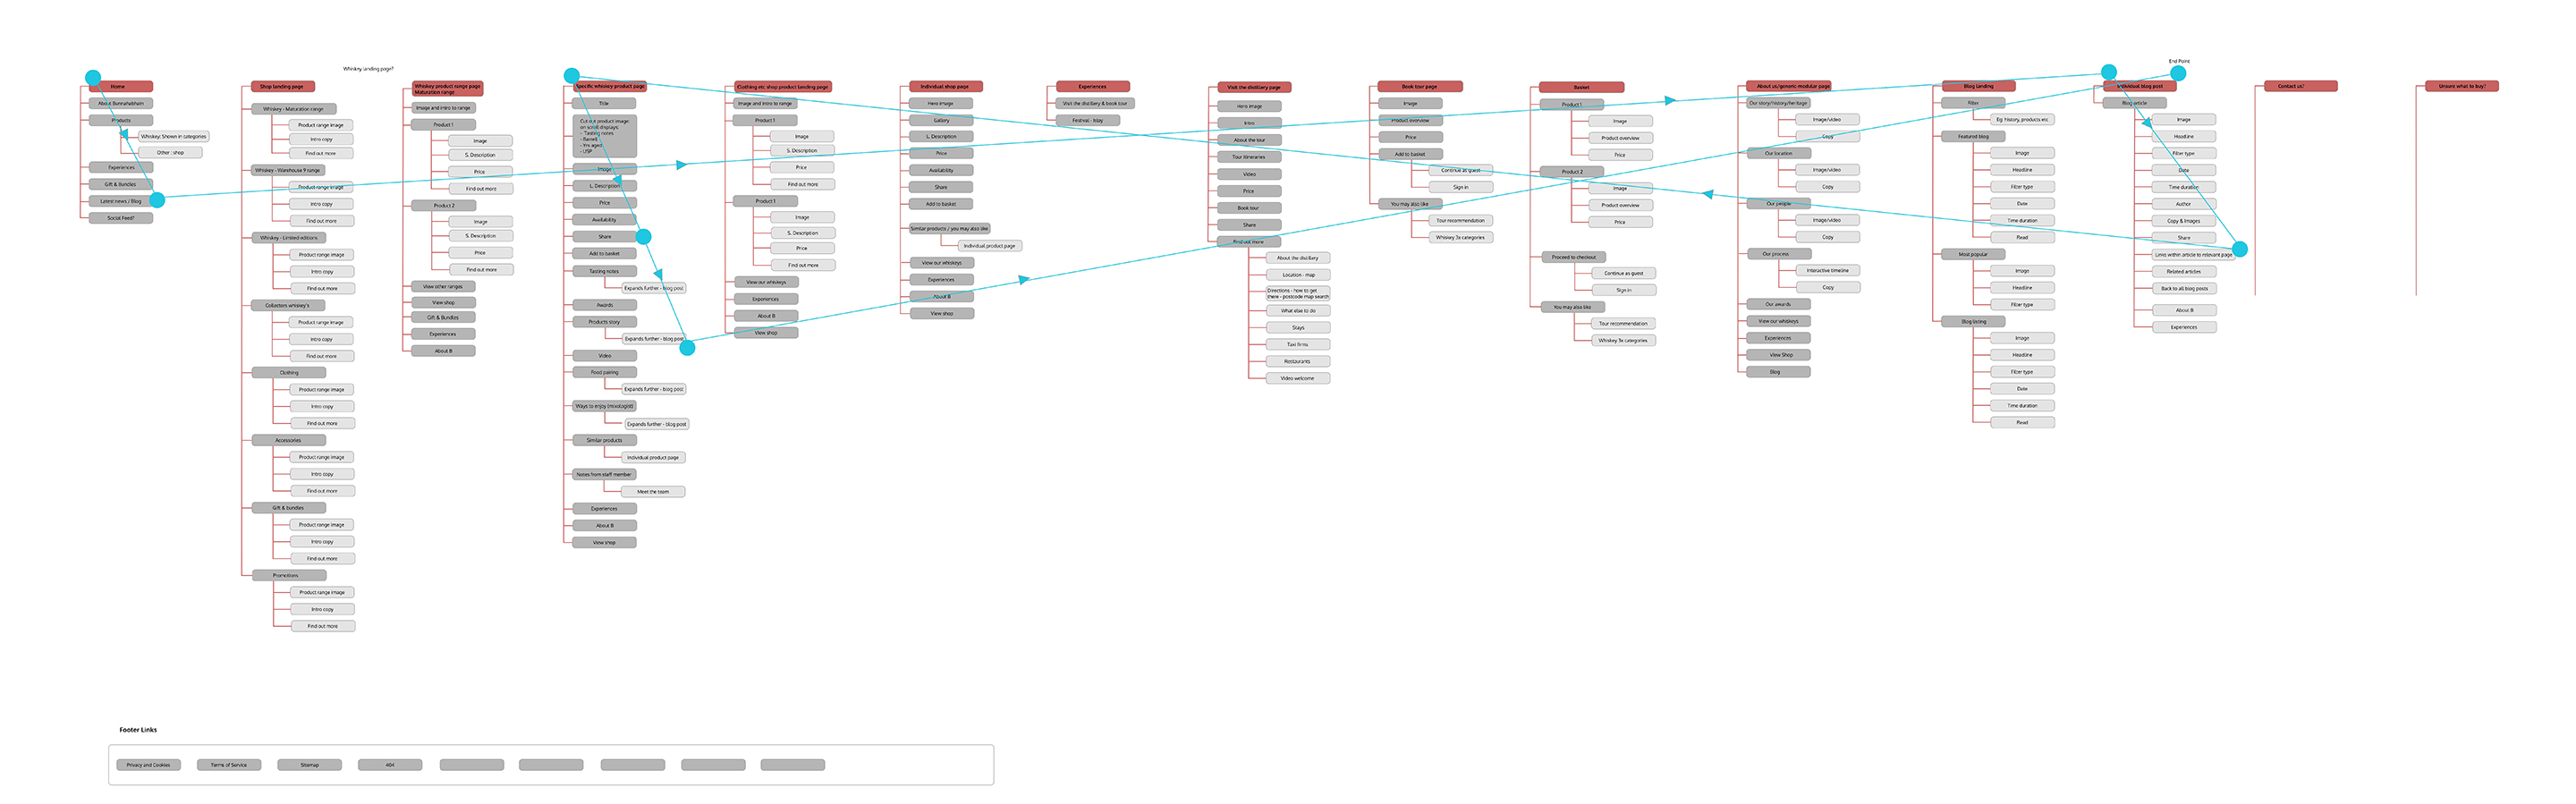 Whiskey landing page?
End Point
Home
About Bunnahabhain
Products
Whiskey: Shown in categories
Other : shop
Experiences
Gift & Bundles
Latest news / Blog
Social Feed?
Shop landing page
Whiskey - Maturation range
Product range image
Intro copy
Find out more
Whiskey - Warehouse 9 range
Product range image
Intro copy
Find out more
Whiskey - Limited editions
Product range image
Intro copy
Find out more
Collectors whiskey's
Product range image
Intro copy
Find out more
Clothing
Product range image
Intro copy
Find out more
Accessories
Product range image
Intro copy
Find out more
Gift & bundles
Product range image
Intro copy
Find out more
Promotions
Product range image
Intro copy
Find out more
Whiskey product range page
Maturation range
Image and intro to range
Product 1
Image
S. Description
Price
Find out more
Product 2
Image
S. Description
Price
Find out more
View other ranges
View shop
Gift & Bundles
Experiences
About B
Specific whiskey product page
Title
Cut out product image:
on scroll displays:
- Tasting notes
- Barrell
- Yrs aged
- USP
Image
L. Description
Price
Availability
Share
Add to basket
Tasting notes
Expands further - blog post
Awards
Products story
Expands further - blog post
Video
Food pairing
Expands further - blog post
Ways to enjoy (mixologist)
Expands further - blog post
Similar products
Individual product page
Notes from staff member
Meet the team
Experiences
About B
View shop
Clothing etc shop product landing page
Image and intro to range
Product 1
Image
S. Description
Price
Find out more
Product 1
Image
S. Description
Price
Find out more
View our whiskeys
Experiences
About B
View shop
Individual shop page
Hero image
Gallery
L. Description
Price
Availability
Share
Add to basket
Similar products / you may also like
Individual product page
View our whiskeys
Experiences
About B
View shop
Experiences
Visit the distillery & book tour
Festival - Islay
Visit the distillery page
Hero image
Intro
About the tour
Tour itineraries
Video
Price
Book tour
Share
Find out more
About the distillery
Location - map
Directions - how to get
there - postcode map search
What else to do
Stays
Taxi firms
Restaurants
Video welcome
Book tour page
Image
Product overview
Price
Add to basket
Continue as guest
Sign in
You may also like
Tour recommendation
Whiskey 3x categories
Basket
Product 1
Image
Product overview
Price
Product 2
Image
Product overview
Price
Proceed to checkout
Continue as guest
Sign in
You may also like
Tour recommendation
Whiskey 3x categories
About us/generic modular page
Our story/history/heritage
Image/video
Copy
Our location
Image/video
Copy
Our people
Image/video
Copy
Our process
Interactive timeline
Copy
Our awards
View our whiskeys
Experiences
View Shop
Blog
Blog landing
Filter
Eg: history, products etc
Featured blog
Image
Headline
Filter type
Date
Time duration
Read
Most popular
Image
Headline
Filter type
Blog listing
Image
Headline
Filter type
Date
Time duration
Read
Individual blog post
Blog article
Image
Headline
Filter type
Date
Time duration
Author
Copy & Images
Share
Links within article to relevant page
Related articles
Back to all blog posts
About B
Experiences
Contact us?
Unsure what to buy?
Footer Links
Privacy and Cookies
Terms of Service
Sitemap
404